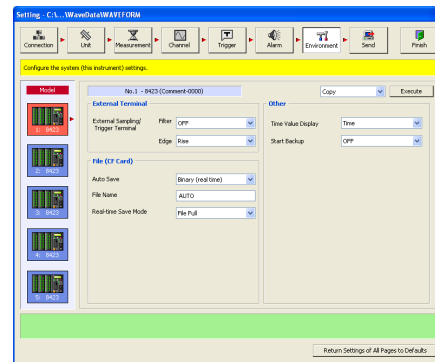 Setting - C:\...\WaveData\WAVEFORM
Connection
Unit
Measurement
Channel
Trigger
Alarm
Environment
Send
Finish
Configure the system (this instrument) settings.
Model
No.1 - 8423 (Comment-0000)
Copy
Execute
1: 8423
2: 8423
3: 8423
4: 8423
5: 8423
External Terminal
External Sampling/
Trigger Terminal
Filter
OFF
Edge
Rise
File (CF Card)
Auto Save
Binary (real time)
File Name
AUTO
Real-time Save Mode
File Full
Other
Time Value Display
Time
Start Backup
OFF
Return Settings of All Pages to Defaults